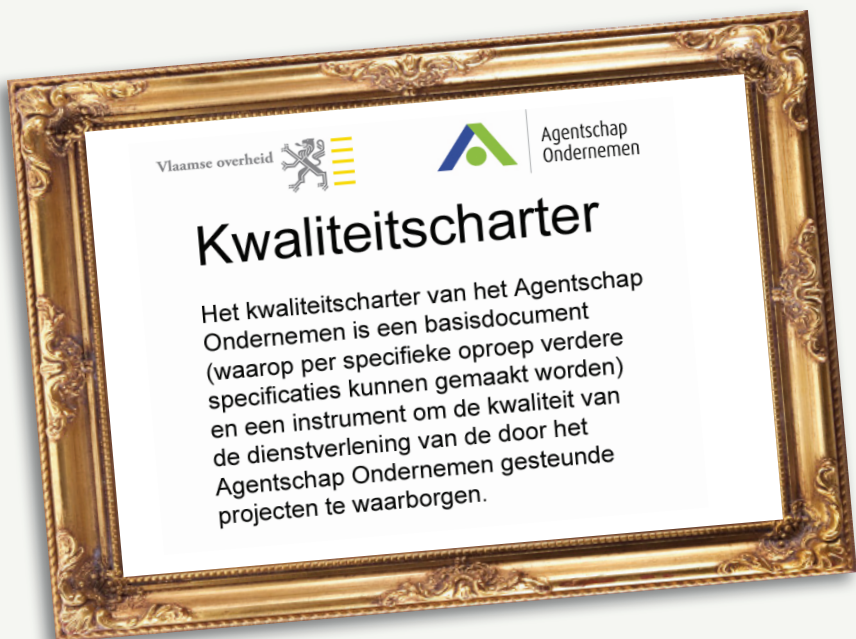 Vlaamse overheid
Agentschap
Ondernemen
Kwaliteitscharter
Het kwaliteitscharter van het Agentschap
Ondernemen is een basisdocument
(waarop per specifieke oproep verdere
specificaties kunnen gemaakt worden)
en een instrument om de kwaliteit van
de dienstverlening van de door het
Agentschap Ondernemen gesteunde
projecten te waarborgen.